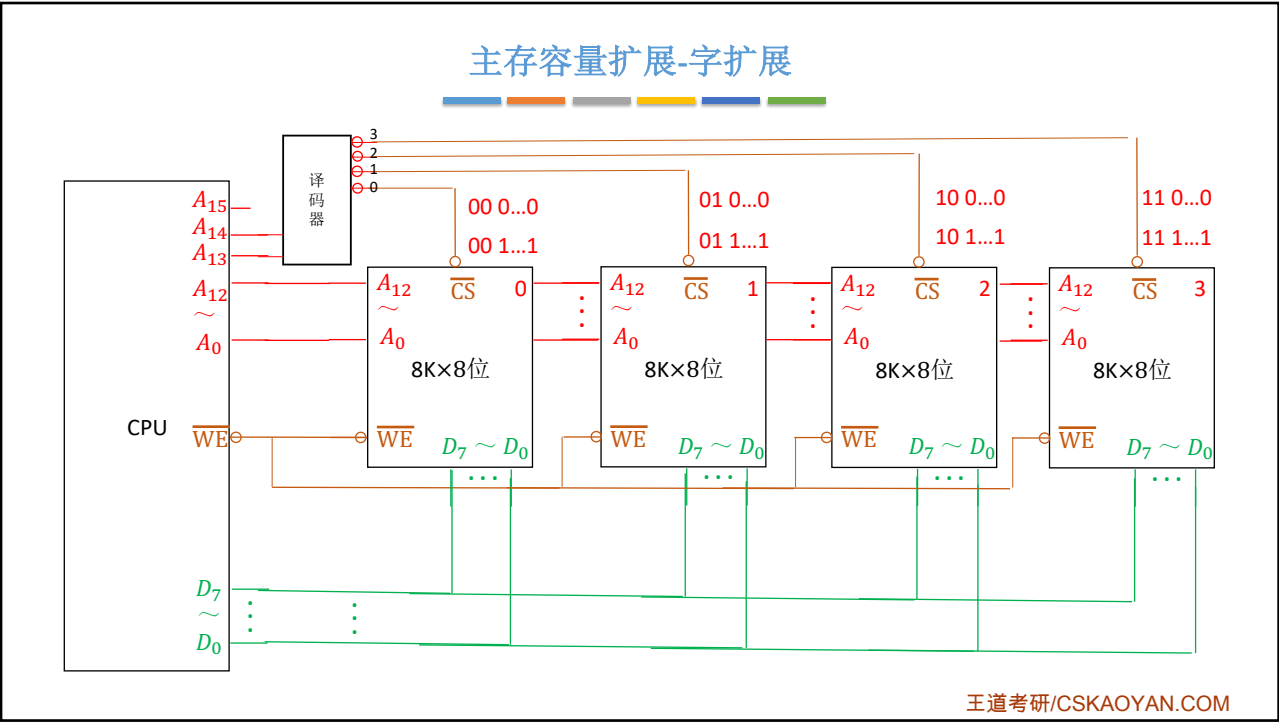 主存容量扩展-字扩展
译码器
3
2
1
0
00 0...0
00 1...1
01 0...0
01 1...1
10 0...0
10 1...1
11 0...0
11 1...1
A15
A14
A13
A12
～
A0
CPU
WE
D7
～
D0
A12
～
A0
CS
0
8K×8位
WE
D7 ～ D0
A12
～
A0
CS
1
8K×8位
WE
D7 ～ D0
A12
～
A0
CS
2
8K×8位
WE
D7 ～ D0
A12
～
A0
CS
3
8K×8位
WE
D7 ～ D0
王道考研/CSKAOYAN.COM